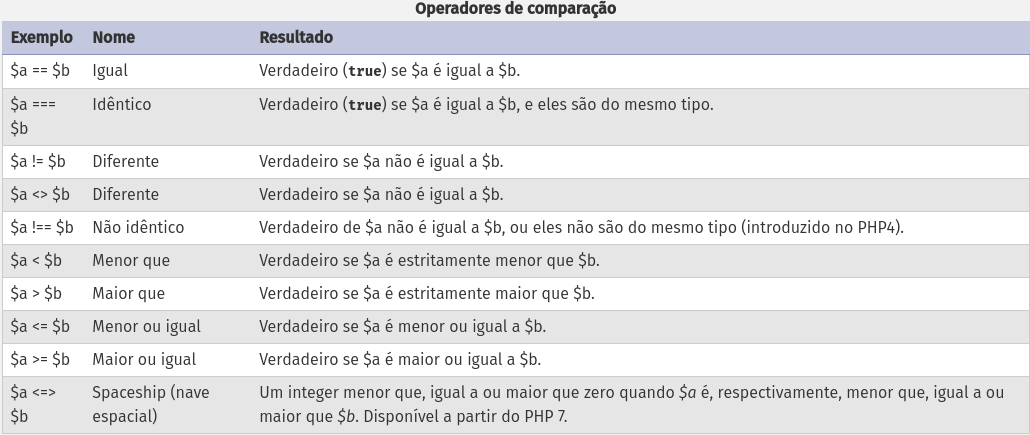 Operadores de comparação
Exemplo Nome Resultado
$a == $b Igual Verdadeiro (true) se $a é igual a $b.
$a === Idêntico Verdadeiro (true) se $a é igual a $b, e eles são do mesmo tipo.
$b
$a != $b Diferente Verdadeiro se $a não é igual a $b.
$a <> $b Diferente Verdadeiro se $a não é igual a $b.
$a !== $b Não idêntico Verdadeiro de $a não é igual a $b, ou eles não são do mesmo tipo (introduzido no PHP4).
$a < $b Menor que Verdadeiro se $a é estritamente menor que $b.
$a > $b Maior que Verdadeiro se $a é estritamente maior que $b.
$a <= $b Menor ou igual Verdadeiro se $a é menor ou igual a $b.
$a >= $b Maior ou igual Verdadeiro se $a é maior ou igual a $b.
$a <=> Spaceship (nave Um integer menor que, igual a ou maior que zero quando $a é, respectivamente, menor que, igual a ou
$b espacial) maior que $b. Disponível a partir do PHP 7.